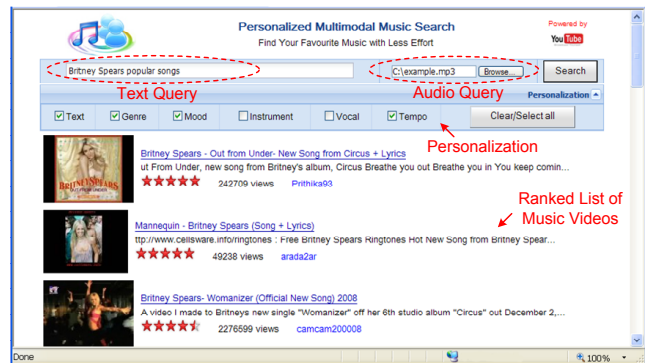 Personalized Multimodal Music Search
Find Your Favourite Music with Less Effort
Powered by
You Tube
Britney Spears popular songs
C:\example.mp3 Browse... Search
Text Query Audio Query
Personalization
Text Genre Mood Instrument Vocal Tempo Clear/Select all
Personalization
Britney Spears - Out from Under- New Song from Circus + Lyrics
ut From Under, new song from Britney's album, Circus Breathe you out Breathe you in You keep comin...
242709 views Prithika93
Ranked List of
Music Videos
Mannequin - Britney Spears (Song + Lyrics)
ttp://www.cellsware.info/ringtones : Free Britney Spears Ringtones Hot New Song from Britney Spear...
49238 views arada2ar
Britney Spears- Womanizer (Official New Song) 2008
A video I made to Britneys new single "Womanizer" off her 6th studio album "Circus" out December 2,...
2276599 views camcam200008
Done 100%